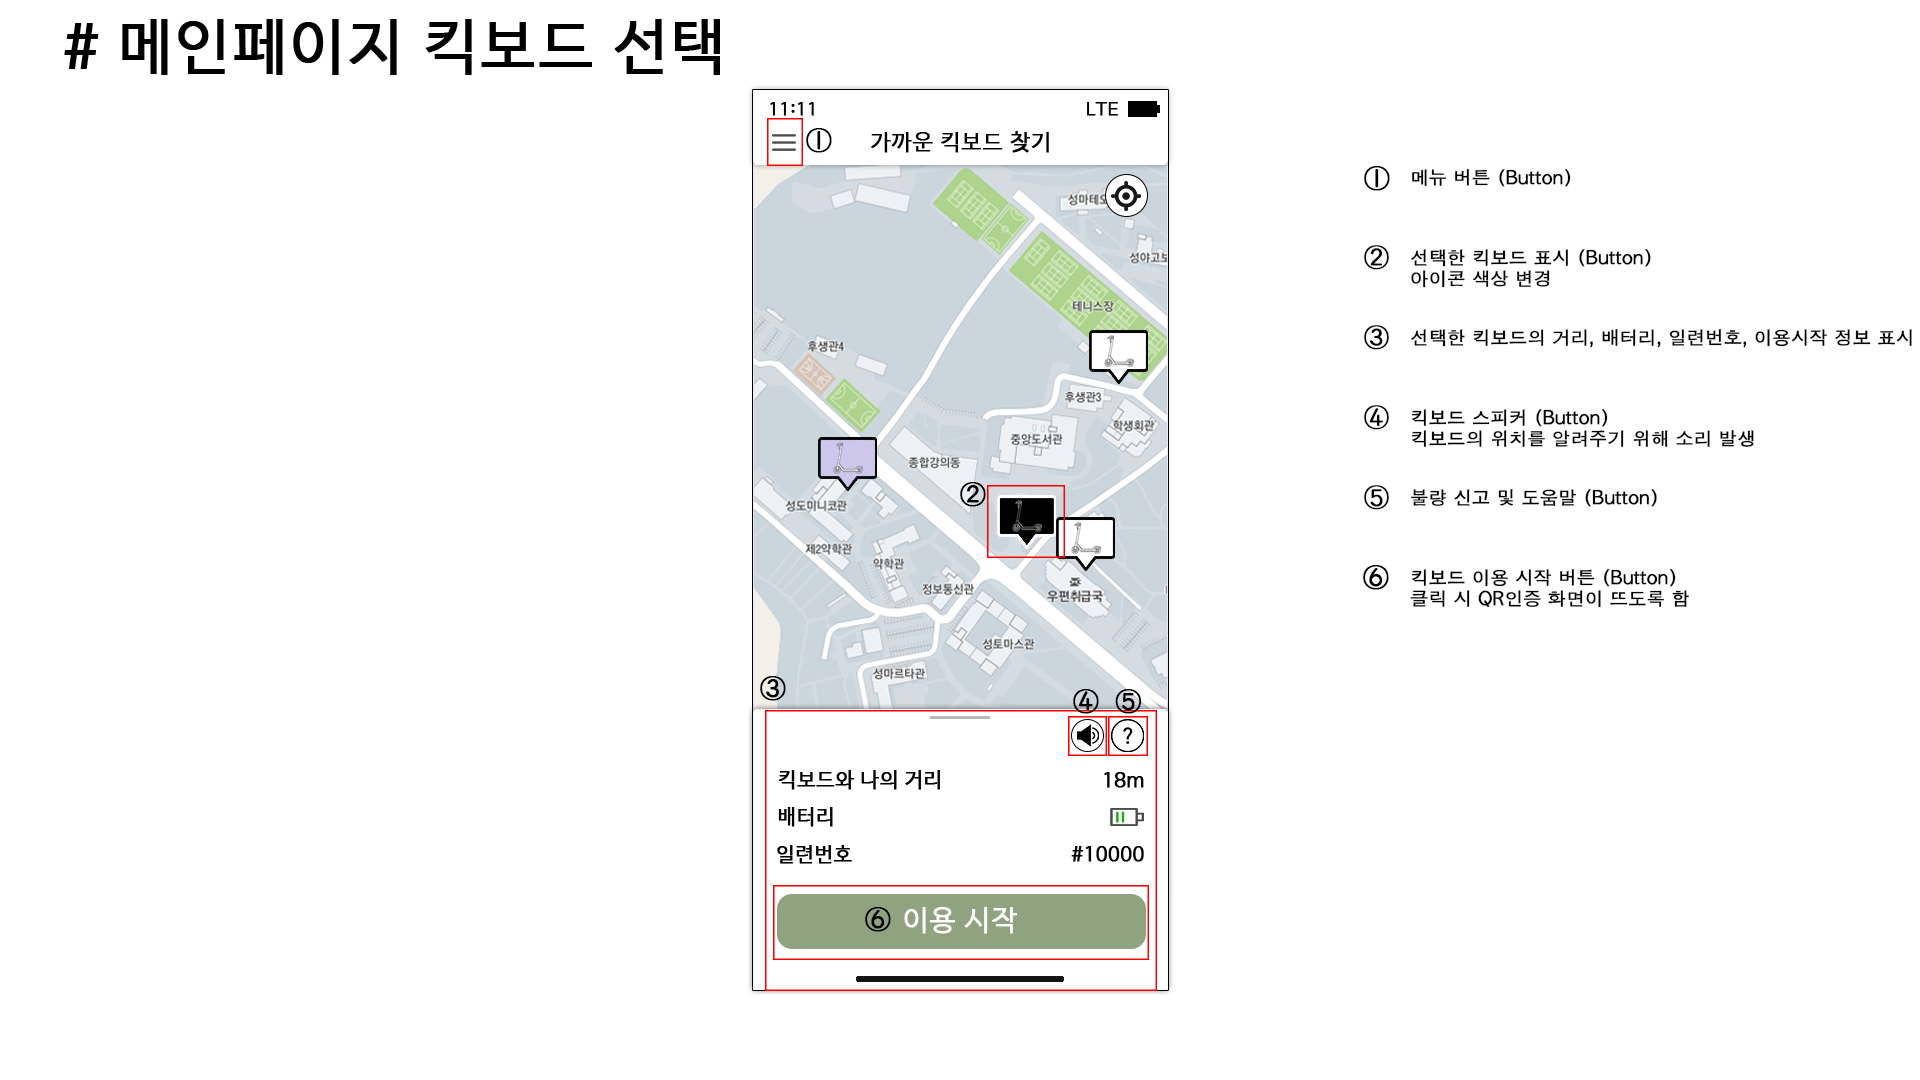 # 메인페이지 킥보드 선택
11:11
LTE
①
가까운 킥보드 찾기
성마테오
성야고보
테니스장
후생관4
후생관3
학생회관
중앙도서관
종합강의동
②
성도미니코관
제2약학관
약학관
정보통신관
우편취급국
성토마스관
성마르타관
③
④
⑤
?
킥보드와 나의 거리
18m
배터리
일련번호
#10000
⑥ 이용 시작
① 메뉴 버튼 (Button)
② 선택한 킥보드 표시 (Button)
아이콘 색상 변경
③ 선택한 킥보드의 거리, 배터리, 일련번호, 이용시작 정보 표시
④ 킥보드 스피커 (Button)
킥보드의 위치를 알려주기 위해 소리 발생
⑤ 불량 신고 및 도움말 (Button)
⑥ 킥보드 이용 시작 버튼 (Button)
클릭 시 QR인증 화면이 뜨도록 함